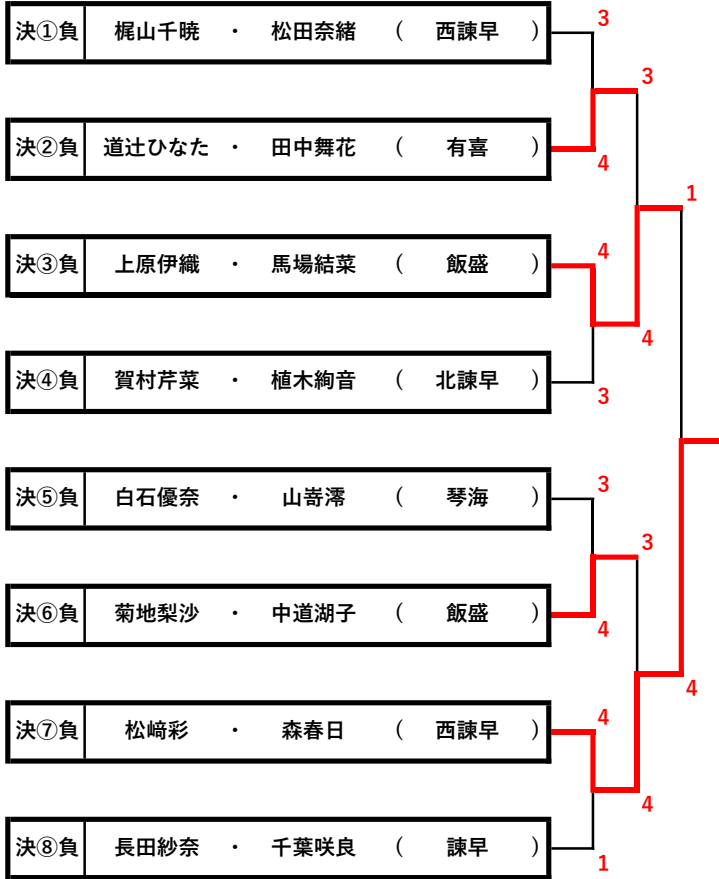 決①負 梶山千暁 ・ 松田奈緒 ( 西諫早 )
3
3
決②負 道辻ひなた ・ 田中舞花 ( 有喜 )
4
1
決③負 上原伊織 ・ 馬場結菜 ( 飯盛 )
4
4
決④負 賀村芹菜 ・ 植木絢音 ( 北諫早 )
3
決⑤負 白石優奈 ・ 山嵜澪 ( 琴海 )
3
3
決⑥負 菊地梨沙 ・ 中道湖子 ( 飯盛 )
4
4
決⑦負 松﨑彩 ・ 森春日 ( 西諫早 )
4
4
決⑧負 長田紗奈 ・ 千葉咲良 ( 諫早 )
1